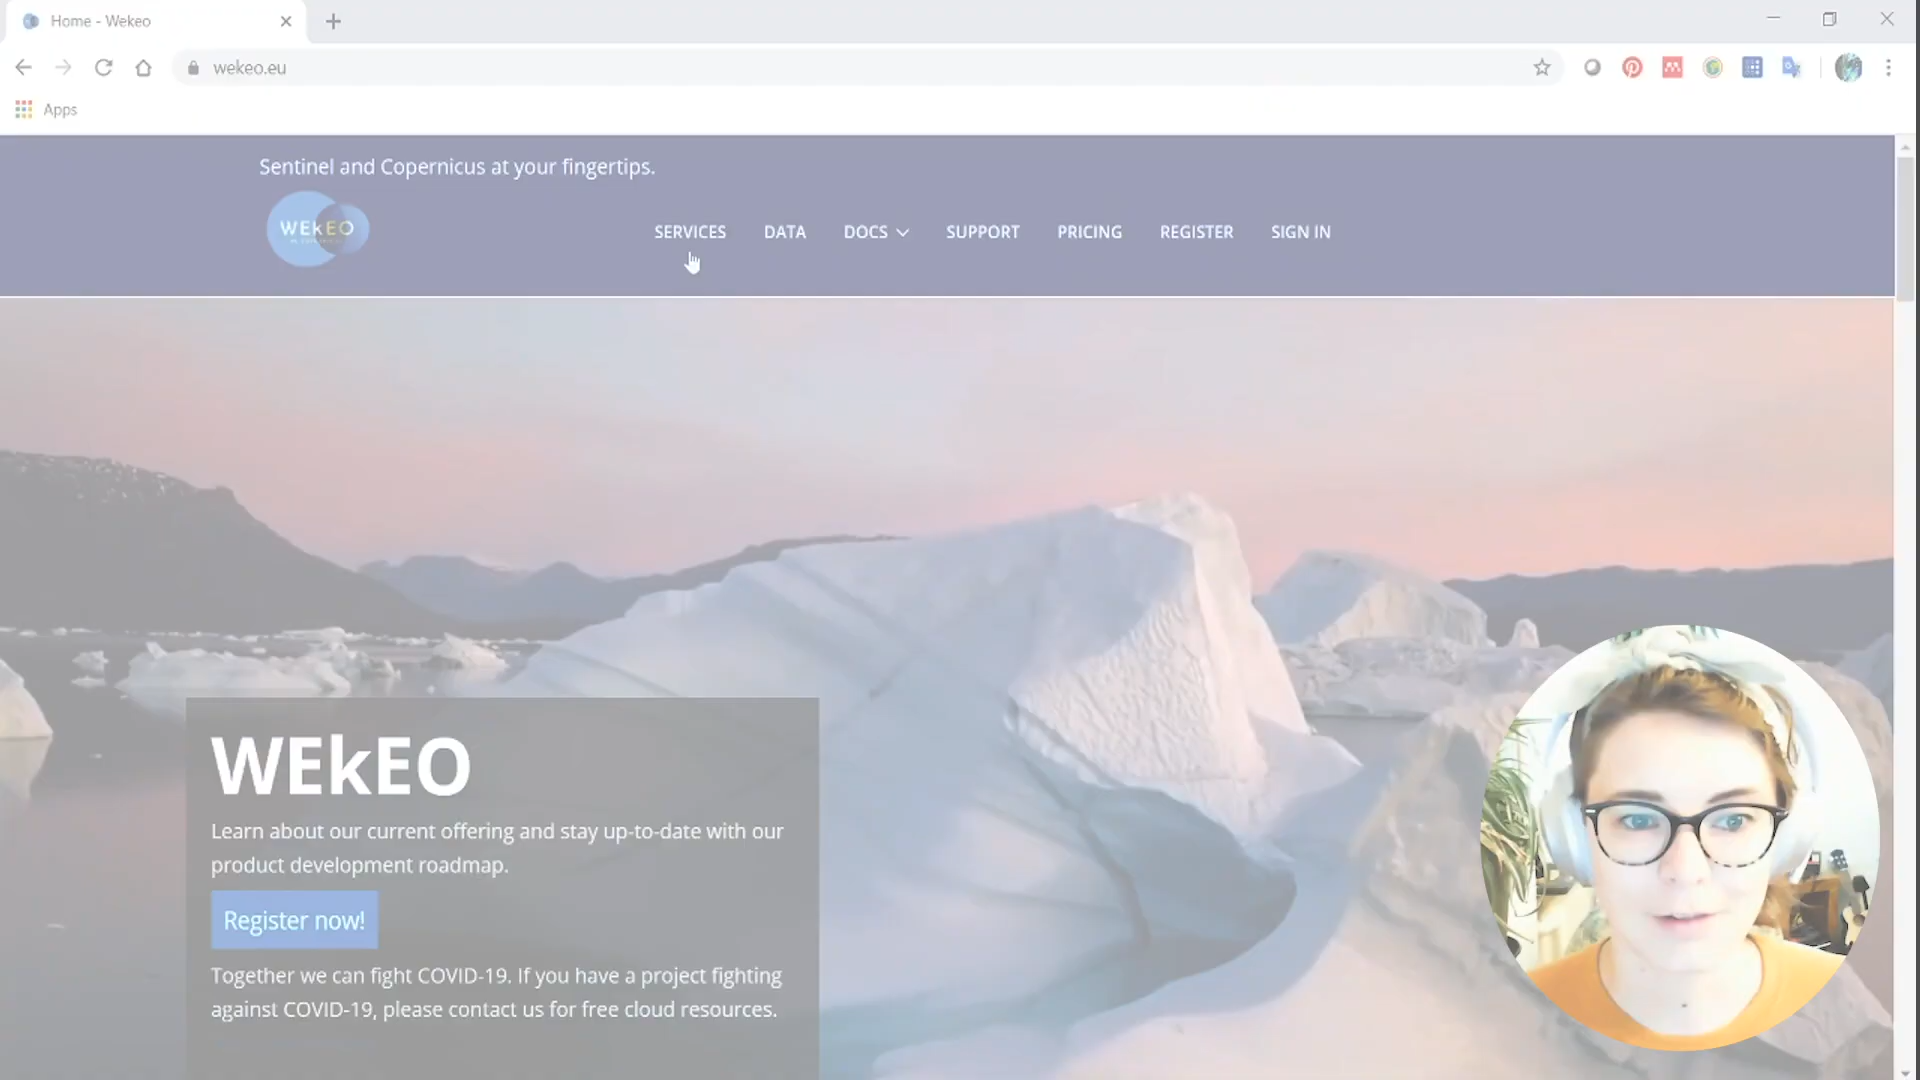 Home - Wekeo
wekeo.eu
Apps
Sentinel and Copernicus at your fingertips.
WEkEO
SERVICES DATA DOCS SUPPORT PRICING REGISTER SIGN IN
WEkEO
Learn about our current offering and stay up-to-date with our
product development roadmap.
Register now!
Together we can fight COVID-19. If you have a project fighting
against COVID-19, please contact us for free cloud resources.